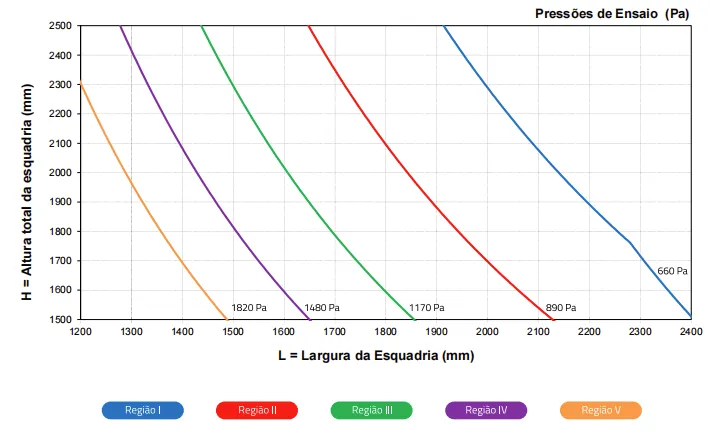 Pressões de Ensaio (Pa)
H = Altura total da esquadria (mm)
2500
2400
2300
2200
2100
2000
1900
1800
1700
1600
1500
660 Pa
1820 Pa 1480Pa 1170 Pa 890 Pa
1200 1300 1400 1500 1600 1700 1800 1900 2000 2100 2200 2300 2400
L = Largura da Esquadria (mm)
Região I Região II Região III Região IV Região V